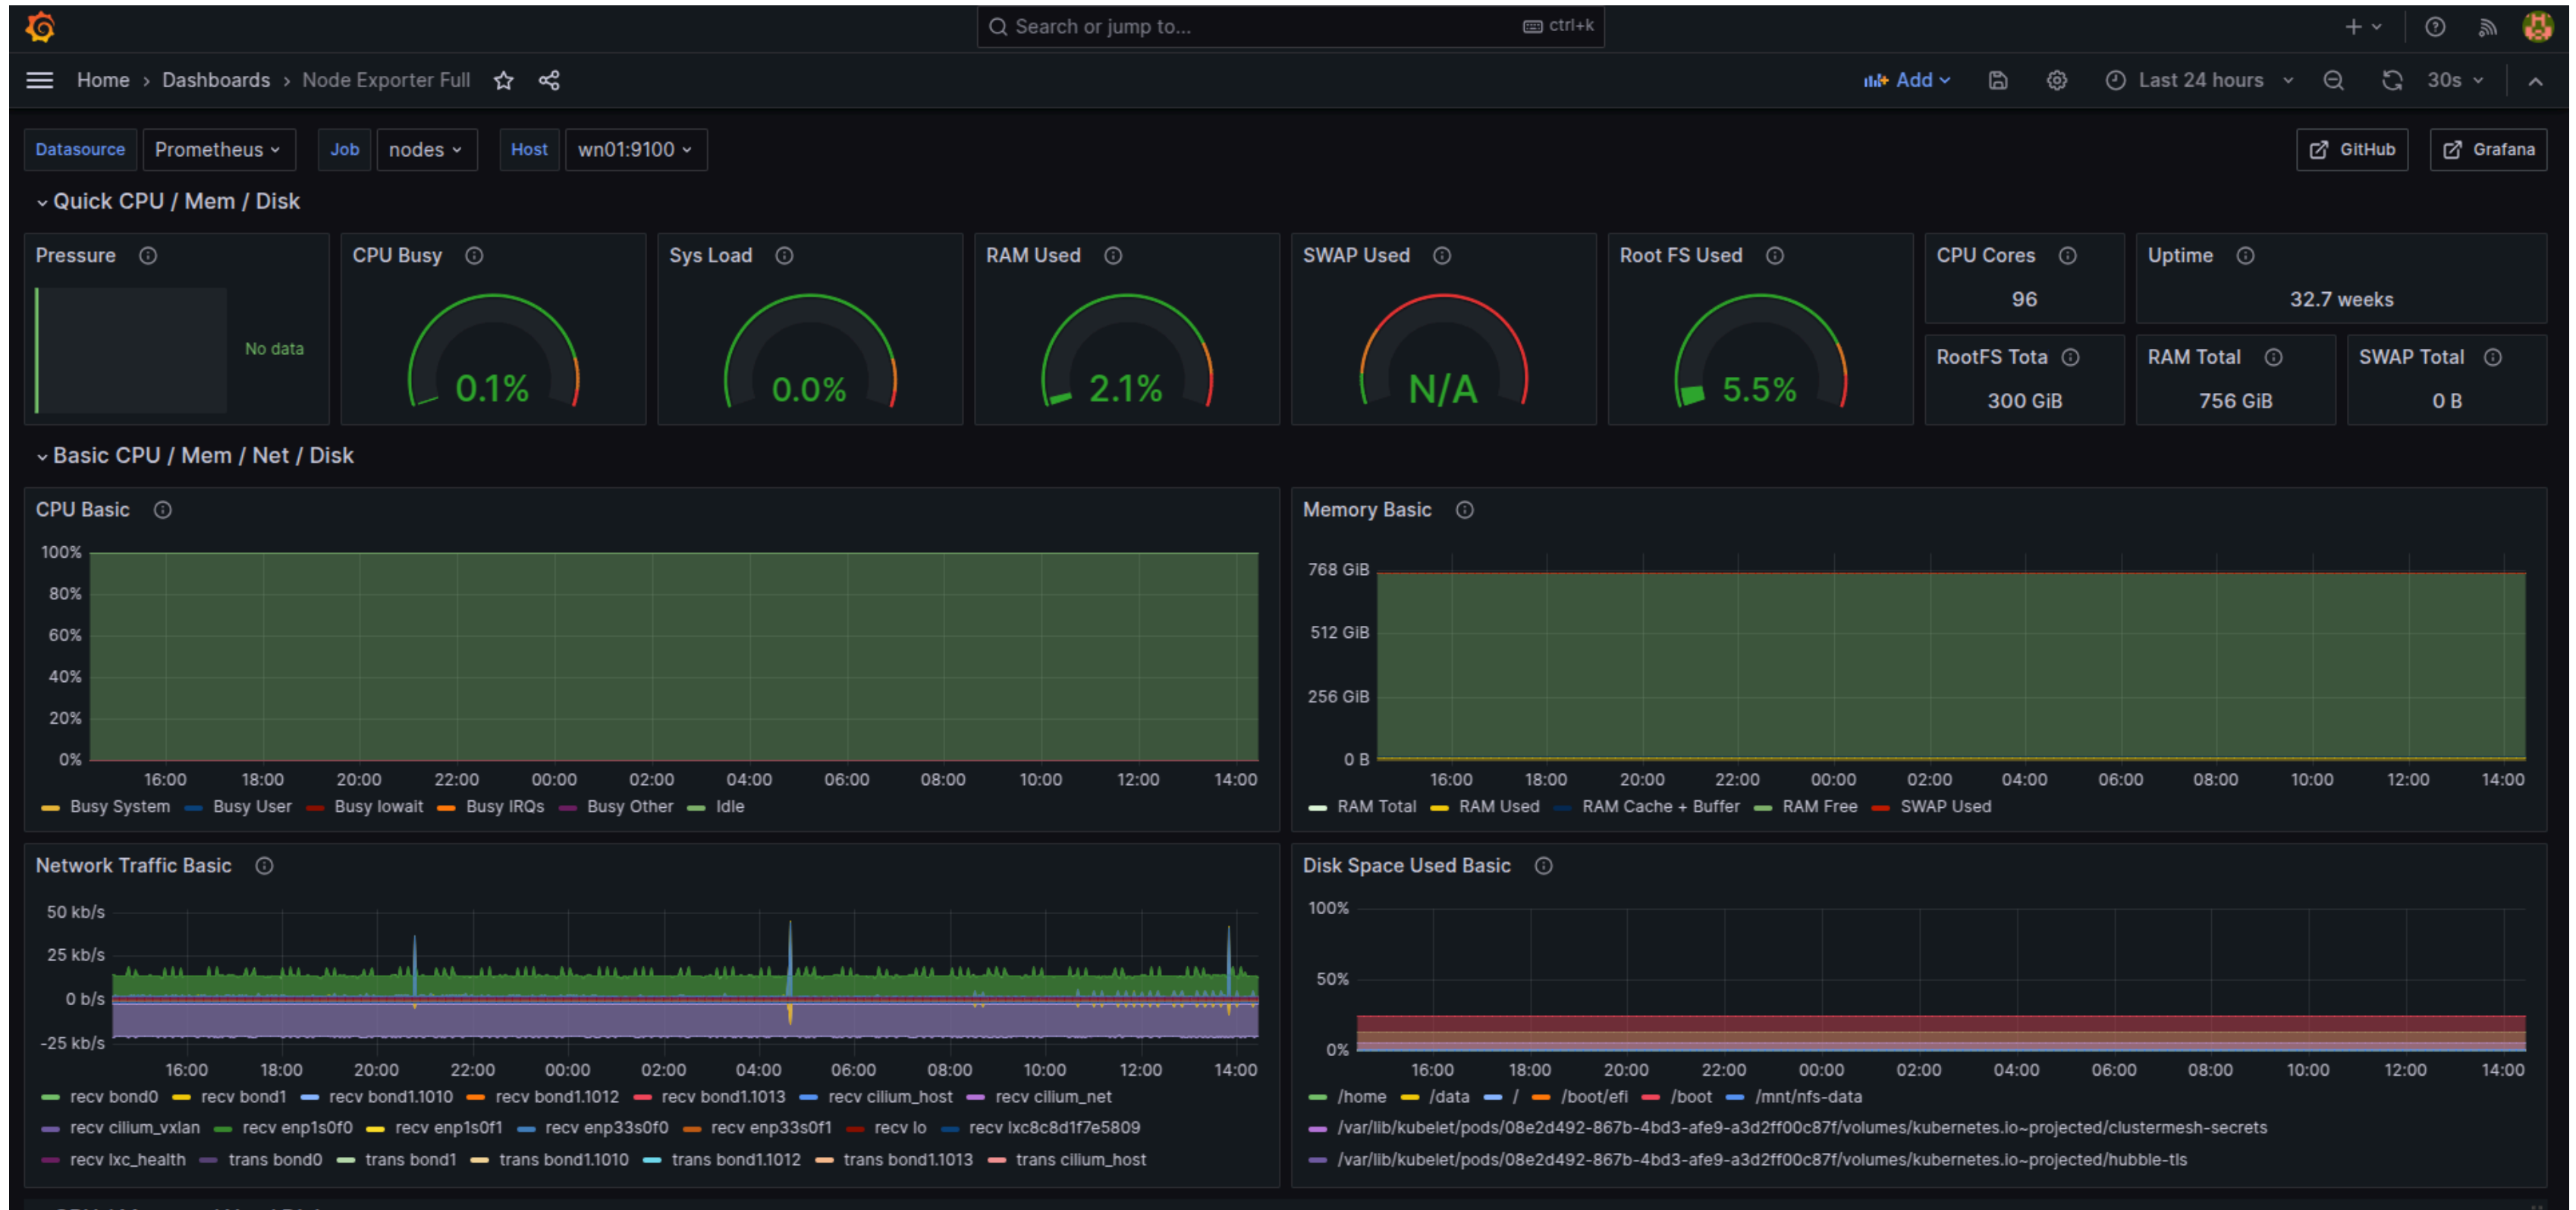 Search or jump to... ctrl+k
Home › Dashboards › Node Exporter Full Add Last 24 hours 30s
Datasource Prometheus Job nodes Host wn01:9100 GitHub Grafana
Quick CPU / Mem / Disk
Pressure CPU Busy Sys Load RAM Used SWAP Used Root FS Used CPU Cores Uptime
96 32.7 weeks
No data
RootFS Tota RAM Total SWAP Total
0.1% 0.0% 2.1% N/A 5.5% 300 GiB 756 GiB 0 B
Basic CPU / Mem / Net / Disk
CPU Basic
100%
80%
60%
40%
20%
0%
16:00 18:00 20:00 22:00 00:00 02:00 04:00 06:00 08:00 10:00 12:00 14:00
Busy System Busy User Busy Iowait Busy IRQs Busy Other Idle
Memory Basic
768 GiB
512 GiB
256 GiB
0 B
16:00 18:00 20:00 22:00 00:00 02:00 04:00 06:00 08:00 10:00 12:00 14:00
RAM Total RAM Used RAM Cache + Buffer RAM Free SWAP Used
Network Traffic Basic
50 kb/s
25 kb/s
0 b/s
-25 kb/s
16:00 18:00 20:00 22:00 00:00 02:00 04:00 06:00 08:00 10:00 12:00 14:00
recv bond0 recv bond1 recv bond1.1010 recv bond1.1012 recv bond1.1013 recv cilium_host recv cilium_net
recv cilium_vxlan recv enp1s0f0 recv enp1s0f1 recv enp33s0f0 recv enp33s0f1 recv lo recv lxc8c8d1f7e5809
recv lxc_health trans bond0 trans bond1 trans bond1.1010 trans bond1.1012 trans bond1.1013 trans cilium_host
Disk Space Used Basic
100%
50%
0%
16:00 18:00 20:00 22:00 00:00 02:00 04:00 06:00 08:00 10:00 12:00 14:00
/home /data / /boot/efi /boot /mnt/nfs-data
/var/lib/kubelet/pods/08e2d492-867b-4bd3-afe9-a3d2ff00c87f/volumes/kubernetes.io~projected/clustermesh-secrets
/var/lib/kubelet/pods/08e2d492-867b-4bd3-afe9-a3d2ff00c87f/volumes/kubernetes.io~projected/hubble-tls